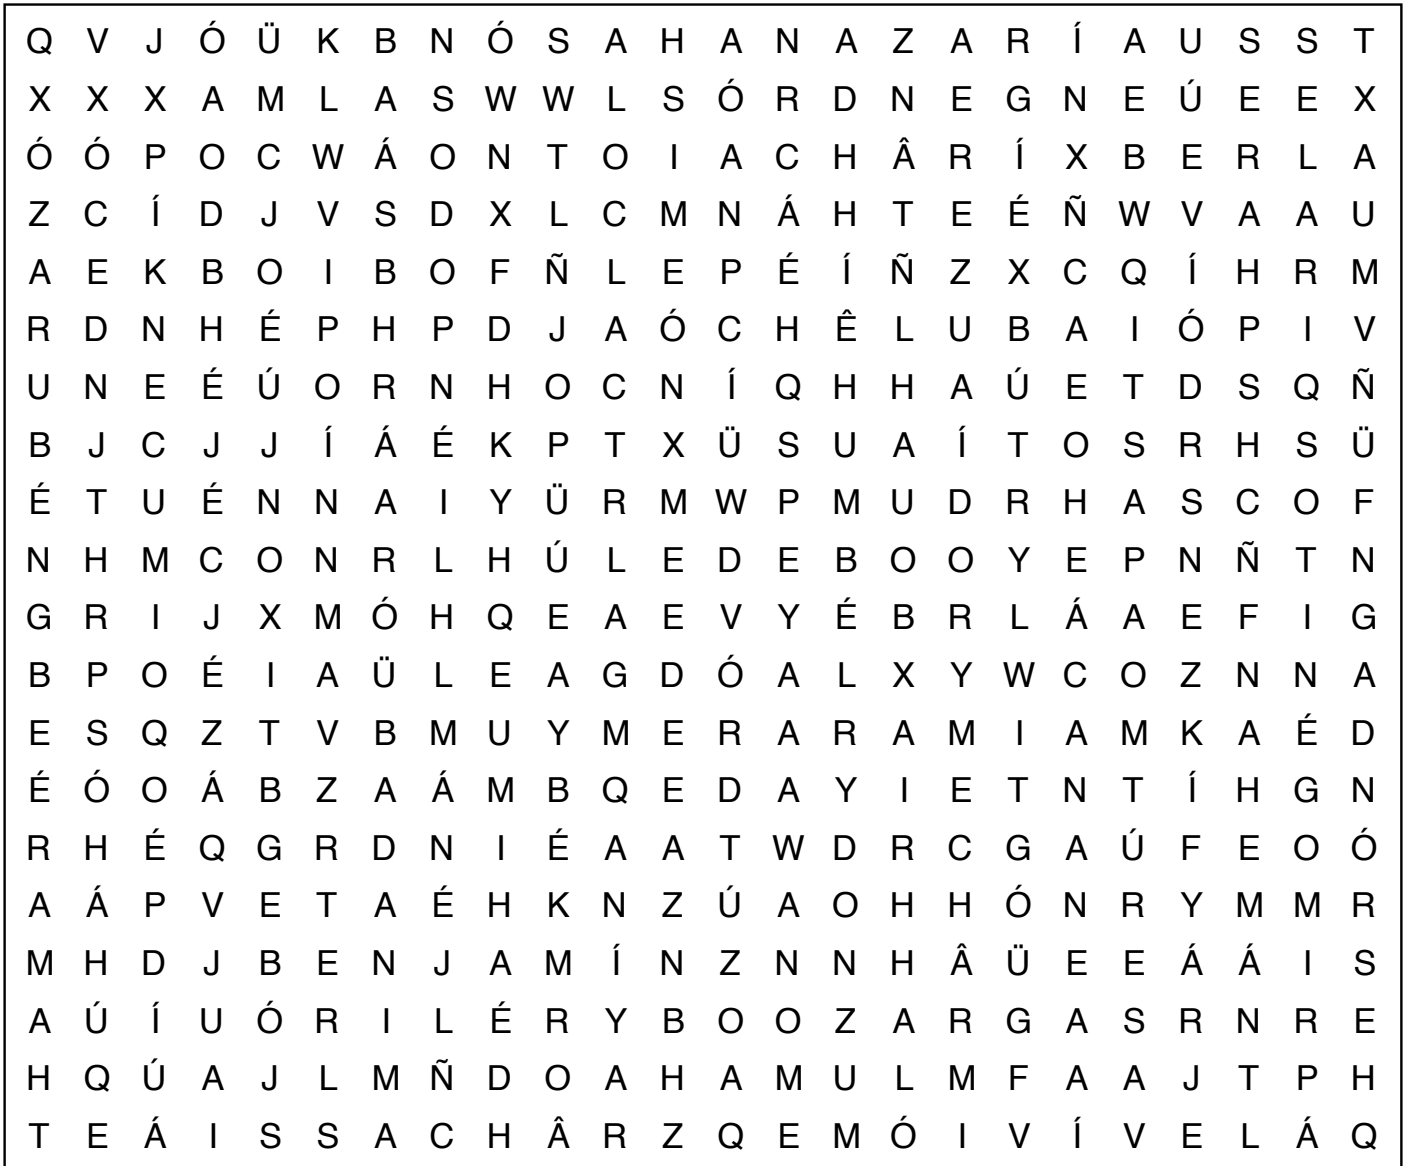 Q V J Ó Ü K B N Ó S A H A N A Z A R Í A U S S T
X X X A M L A S W W L S Ó R D N E G N E Ú E E X
Ó Ó P O C W Á O N T O I A C H Â R Í X B E R L A
Z C Í D J V S D X L C M N Á H T E É Ñ W V A A U
A E K B O I B O F Ñ L E P É Í Ñ Z X C Q Í H R M
R D N H É P H P D J A Ó C H Ê L U B A I Ó P I V
U N E É Ú O R N H O C N Í Q H H A Ú E T D S Q Ñ
B J C J J Í Á É K P T X Ü S U A Í T O S R H S Ü
É T U É N N A I Y Ü R M W P M U D R H A S C O F
N H M C O N R L H Ú L E D E B O O Y E P N Ñ T N
G R I J X M Ó H Q E A E V Y É B R L Á A E F I G
B P O É I A Ü L E A G D Ó A L X Y W C O Z N N A
E S Q Z T V B M U Y M E R A R A M I A M K A É D
É Ó O Á B Z A Á M B Q E D A Y I E T N T Í H G N
R H É Q G R D N I É A A T W D R C G A Ú F E O Ó
A Á P V E T A É H K N Z Ú A O H H Ó N R Y M M R
M H D J B E N J A M Í N Z N N H Â Ü E E Á Á I S
A Ú Í U Ó R I L É R Y B O O Z A R G A S R N R E
H Q Ú A J L M Ñ D O A H A M U L M F A A J T P H
T E Á I S S A C H Â R Z Q E M Ó I V Í V E L Á Q